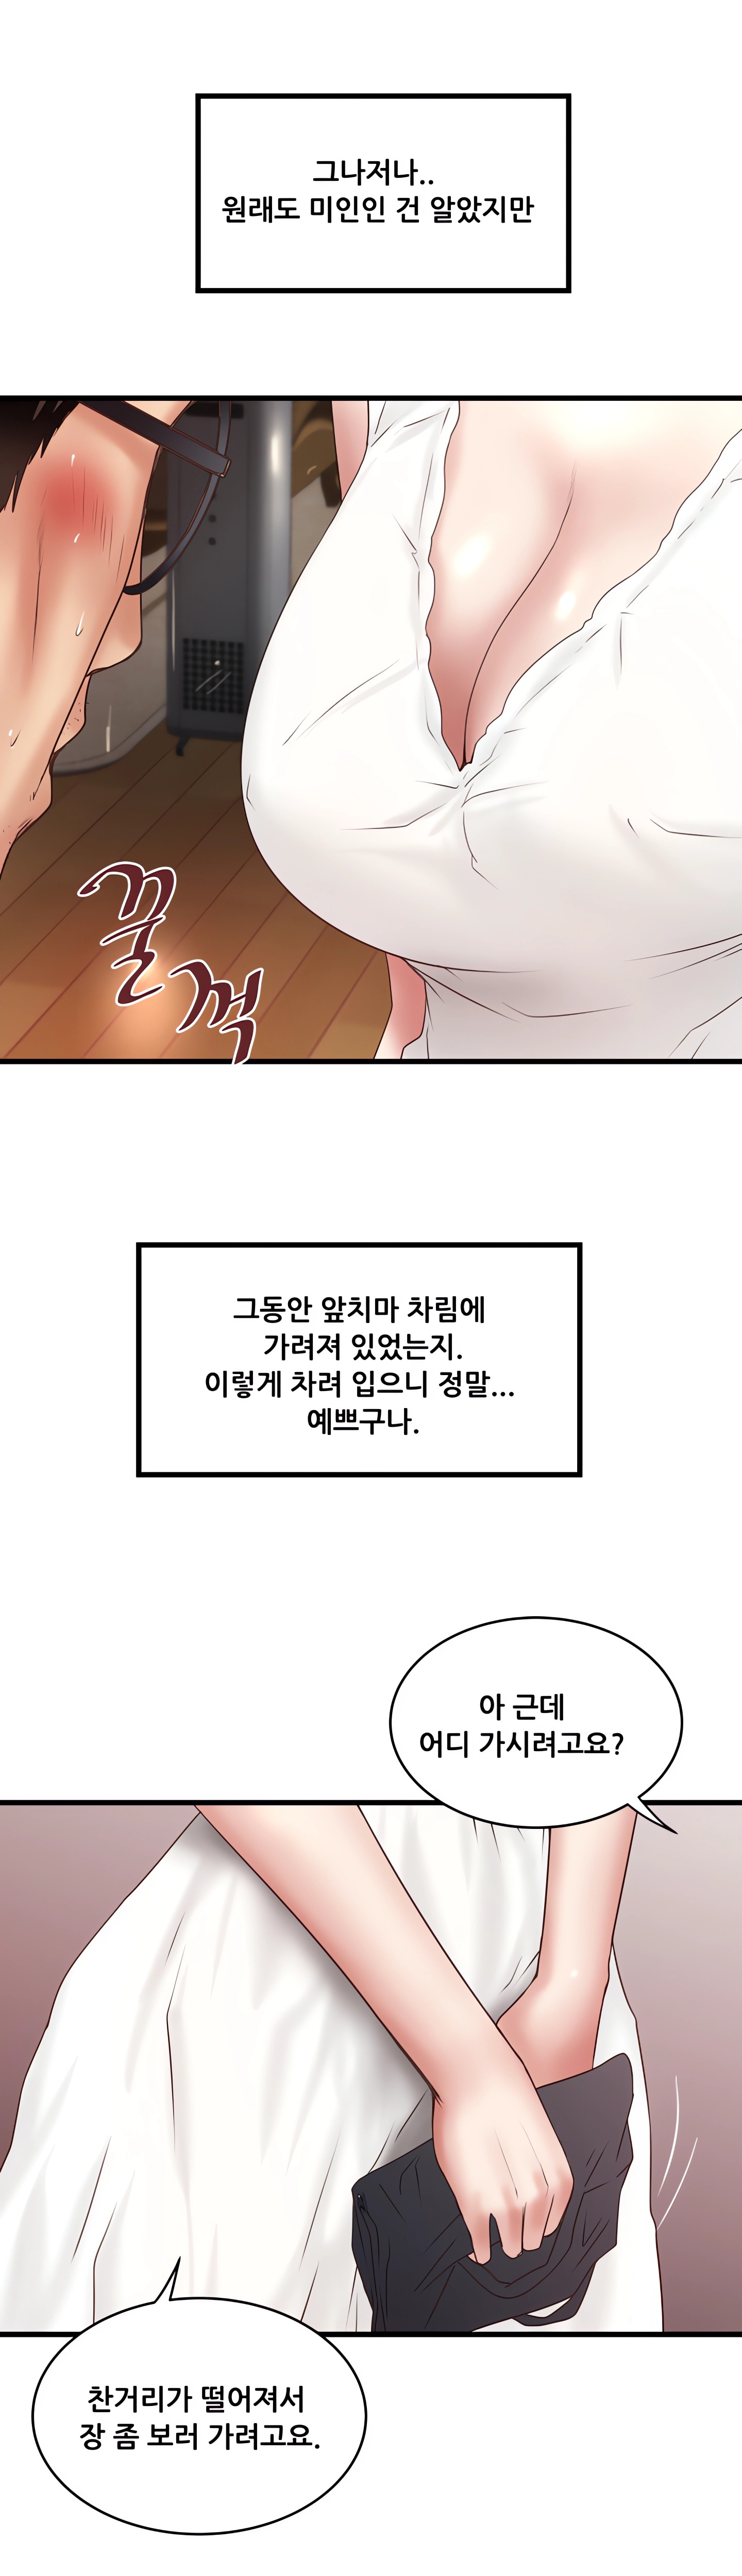 그나저나..
원래도 미인인 건 알았지만
꿀꺽
그동안 앞치마 차림에
가려져 있었는지.
이렇게 차려 입으니 정말...
예쁘구나.
아 근데
어디 가시려고요?
찬거리가 떨어져서
장 좀 보러 가려고요.